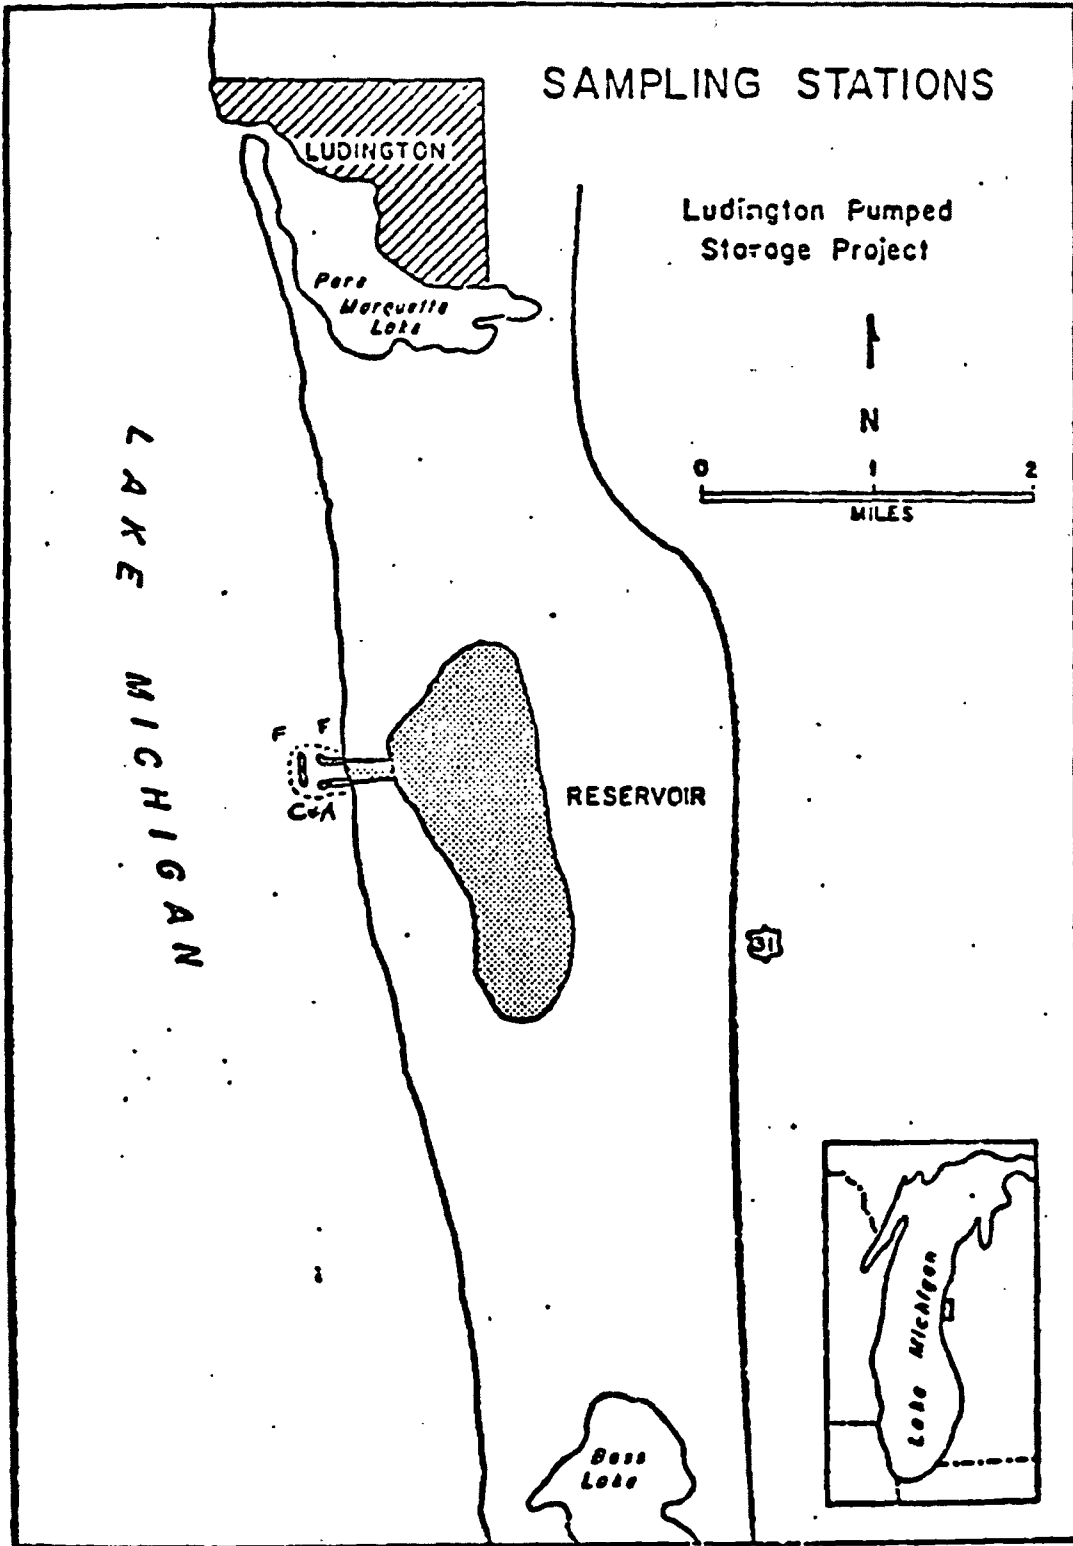 SAMPLING STATIONS
LUDINGTON
Ludington Pumped
Storage Project
Pere
Marquette
Lake
N
0 1 2
MILES
LAKE MICHIGAN
F F
C+A
RESERVOIR
31
Lake Michigan
Bass
Lake